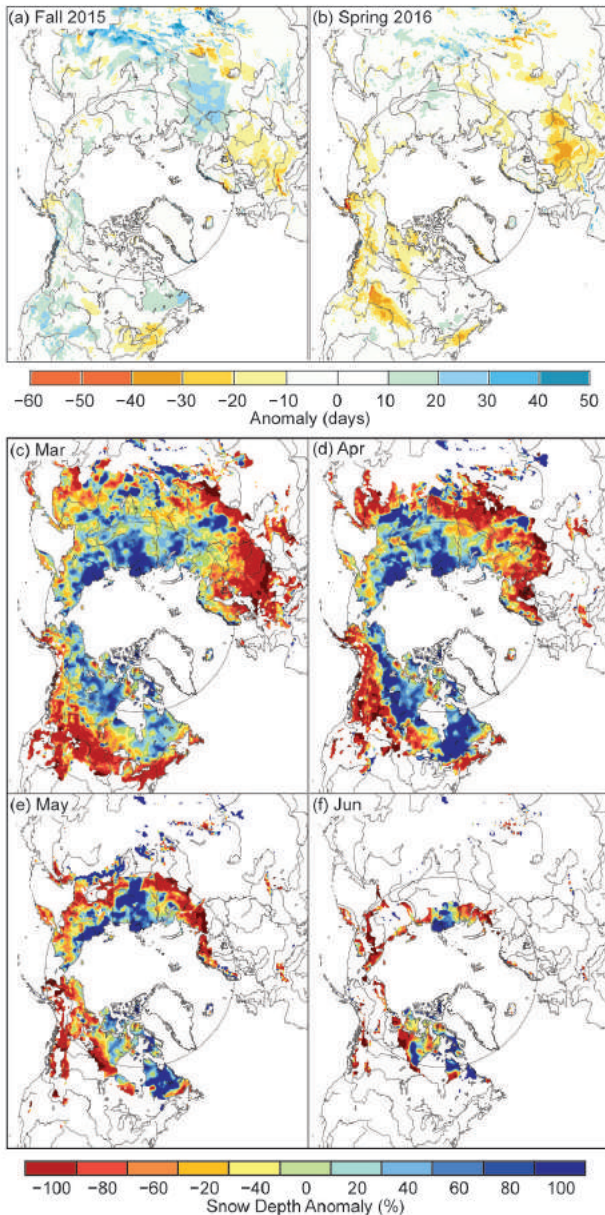 (a) Fall 2015
(b) Spring 2016
−60 −50 −40 −30 −20 −10 0 10 20 30 40 50
Anomaly (days)
(c) Mar
(d) Apr
(e) May
(f) Jun
−100 −80 −60 −20 −40 0 20 40 60 80 100
Snow Depth Anomaly (%)